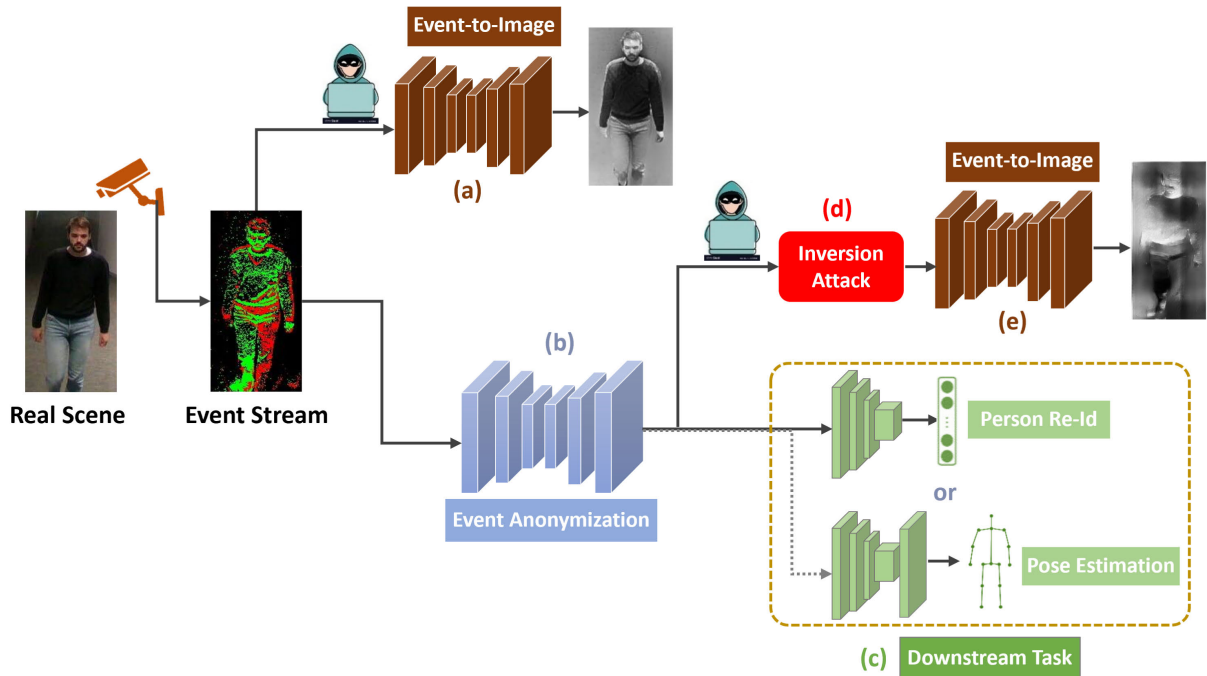 Event-to-Image
(a)
Event-to-Image
(d)
Inversion
Attack
(e)
Real Scene
Event Stream
(b)
Event Anonymization
Person Re-Id
or
Pose Estimation
(c)
Downstream Task